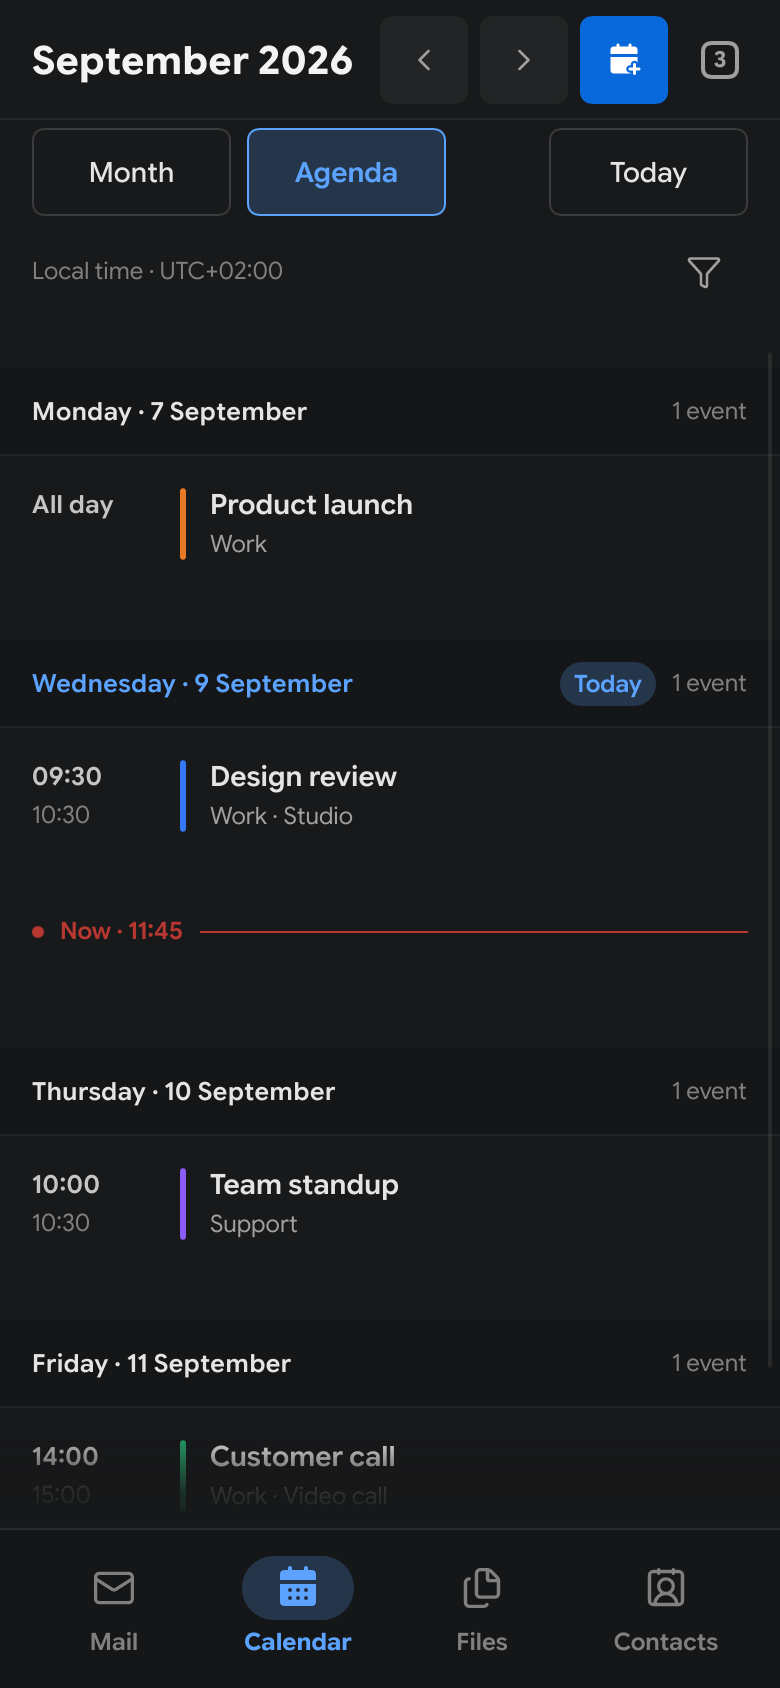 September 2026
3
Month
Agenda
Today
Local time · UTC+02:00
Monday · 7 September
1 event
All day
Product launch
Work
Wednesday · 9 September
Today
1 event
09:30
Design review
10:30
Work · Studio
Now · 11:45
Thursday · 10 September
1 event
10:00
Team standup
10:30
Support
Friday · 11 September
1 event
14:00
Customer call
15:00
Work · Video call
Mail
Calendar
Files
Contacts